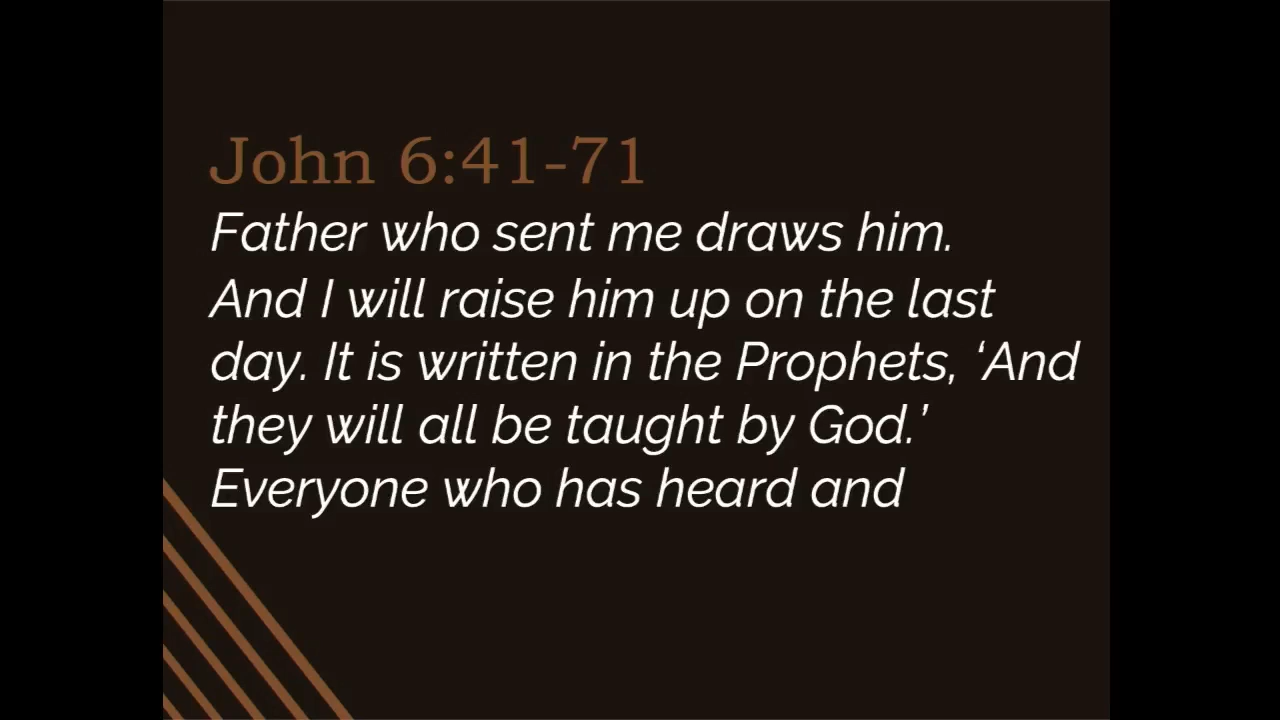 John 6:41-71
Father who sent me draws him.
And I will raise him up on the last
day. It is written in the Prophets, ‘And
they will all be taught by God.’
Everyone who has heard and